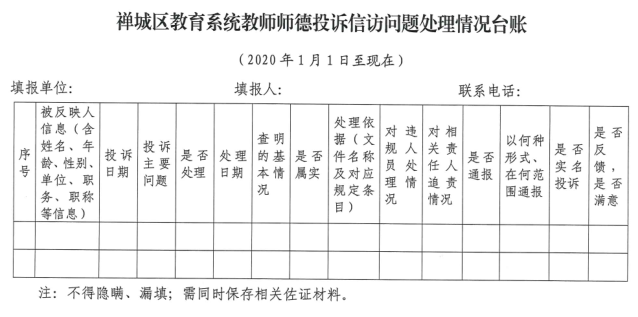 禅城区教育系统教师师德投诉信访问题处理情况台账
（2020年1月1日至现在）
填报单位： 填报人： 联系电话：
序号
被反映人信息（含姓名、年龄、性别、单位、职务、职称等信息）
投诉日期
投诉主要问题
是否处理
处理日期
查明的基本情况
是否属实
处理依据（文件名称及对应规定条目）
对违规人员处理情况
对相关责任人追责情况
是否通报
以何种形式、在何范围通报
是否实名投诉
是否反馈，是否满意
注：不得隐瞒、漏填；需同时保存相关佐证材料。